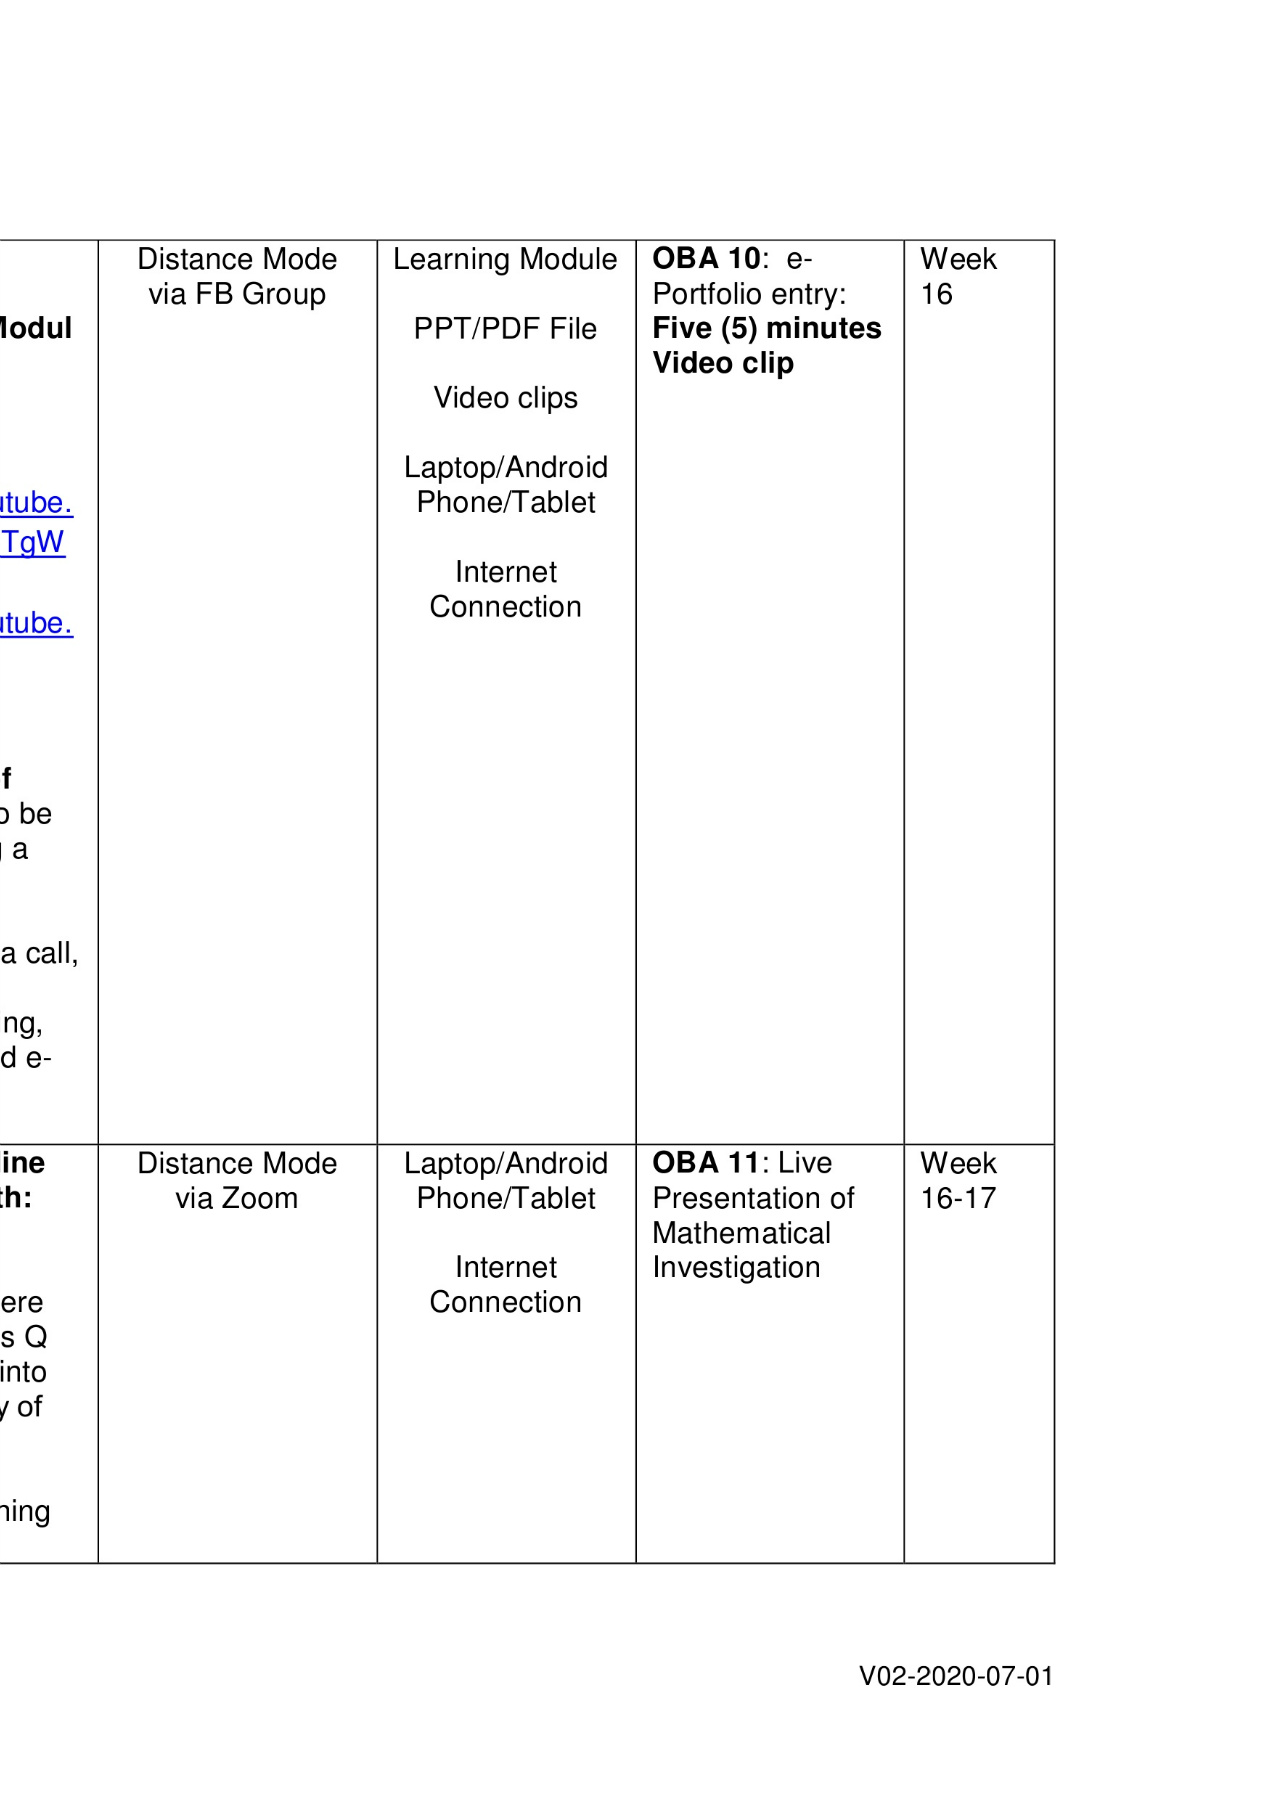 Modul
utube.
TgW
utube.
f
o be
g a
a call,
ng,
d e-
Distance Mode
via FB Group
Learning Module
PPT/PDF File
Video clips
Laptop/Android
Phone/Tablet
Internet
Connection
OBA 10:  e-
Portfolio entry:
Five (5) minutes
Video clip
Week
16
line
th:
ere
s Q
into
y of
ning
Distance Mode
via Zoom
Laptop/Android
Phone/Tablet
Internet
Connection
OBA 11: Live
Presentation of
Mathematical
Investigation
Week
16-17
V02-2020-07-01